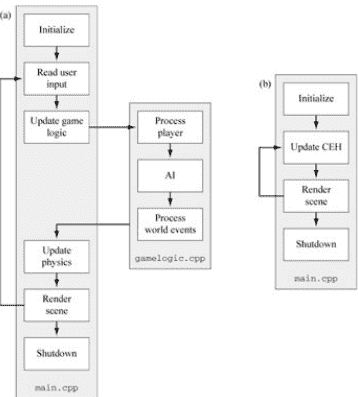 (a)
Initialize
Read user
input
Update game
logic
Process
player
AI
Process
world events
gamelogic.cpp
Update
physics
Render
scene
Shutdown
main.cpp
(b)
Initialize
Update CEH
Render
scene
Shutdown
main.cpp